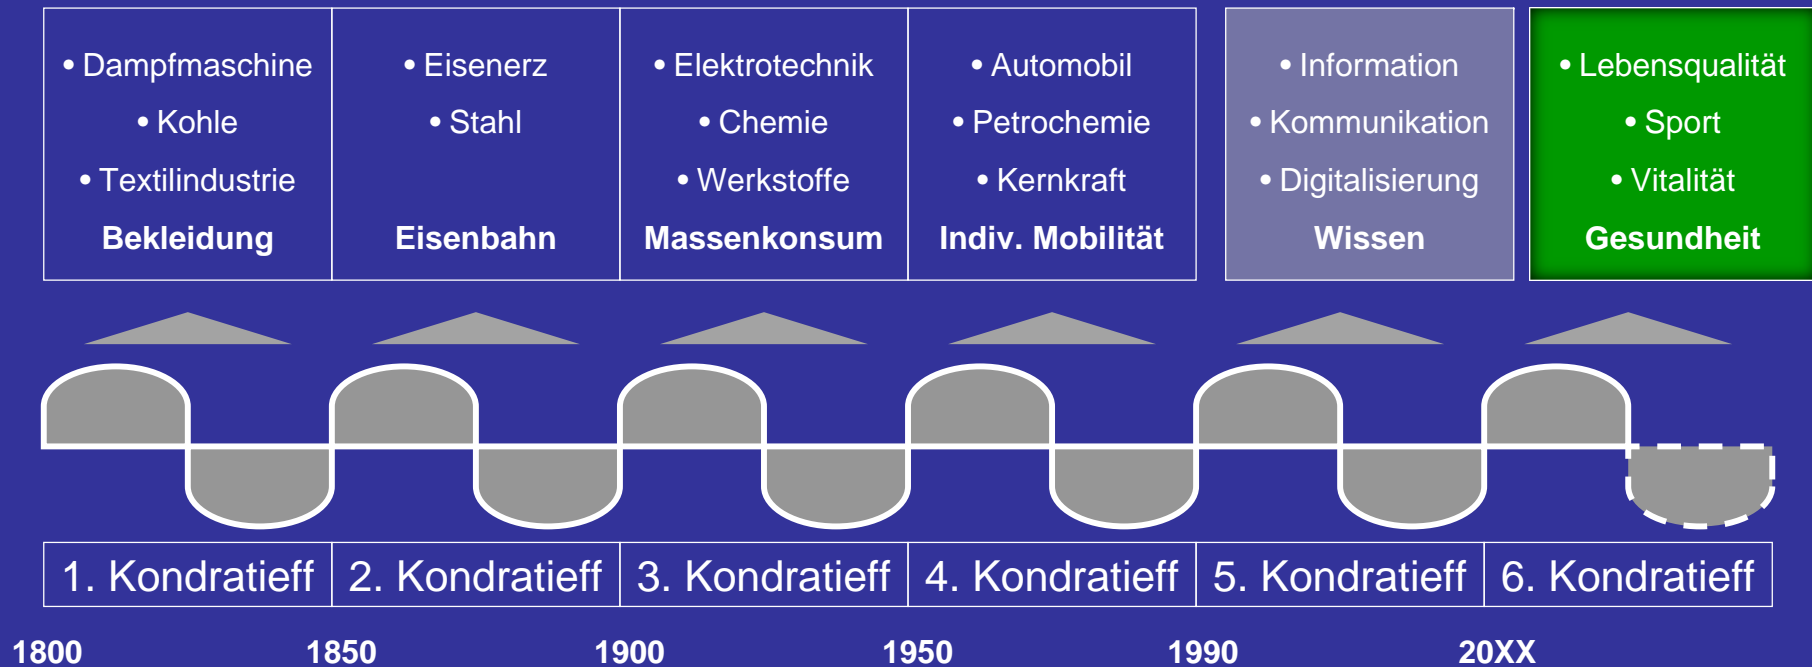 • Dampfmaschine
• Kohle
• Textilindustrie
Bekleidung
• Eisenerz
• Stahl
Eisenbahn
• Elektrotechnik
• Chemie
• Werkstoffe
Massenkonsum
• Automobil
• Petrochemie
• Kernkraft
Indiv. Mobilität
• Information
• Kommunikation
• Digitalisierung
Wissen
• Lebensqualität
• Sport
• Vitalität
Gesundheit
1. Kondratieff
2. Kondratieff
3. Kondratieff
4. Kondratieff
5. Kondratieff
6. Kondratieff
1800
1850
1900
1950
1990
20XX